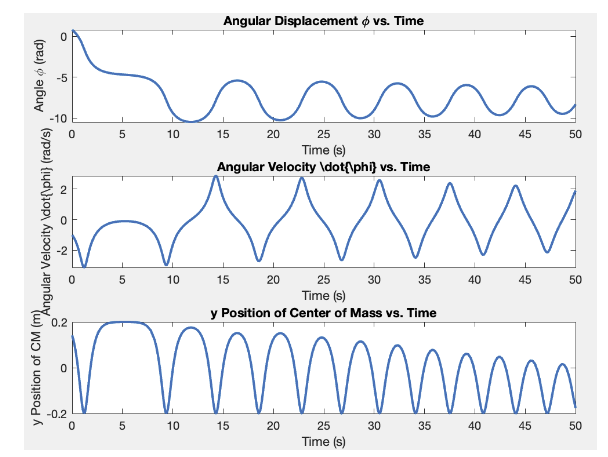 Angular Displacement ϕ vs. Time
Angle ϕ (rad)
0
-5
-10
0 5 10 15 20 25 30 35 40 45 50
Time (s)
Angular Velocity \dot{\phi} vs. Time
Angular Velocity \dot{\phi} (rad/s)
2
0
-2
0 5 10 15 20 25 30 35 40 45 50
Time (s)
y Position of Center of Mass vs. Time
y Position of CM (m)
0.2
0
-0.2
0 5 10 15 20 25 30 35 40 45 50
Time (s)